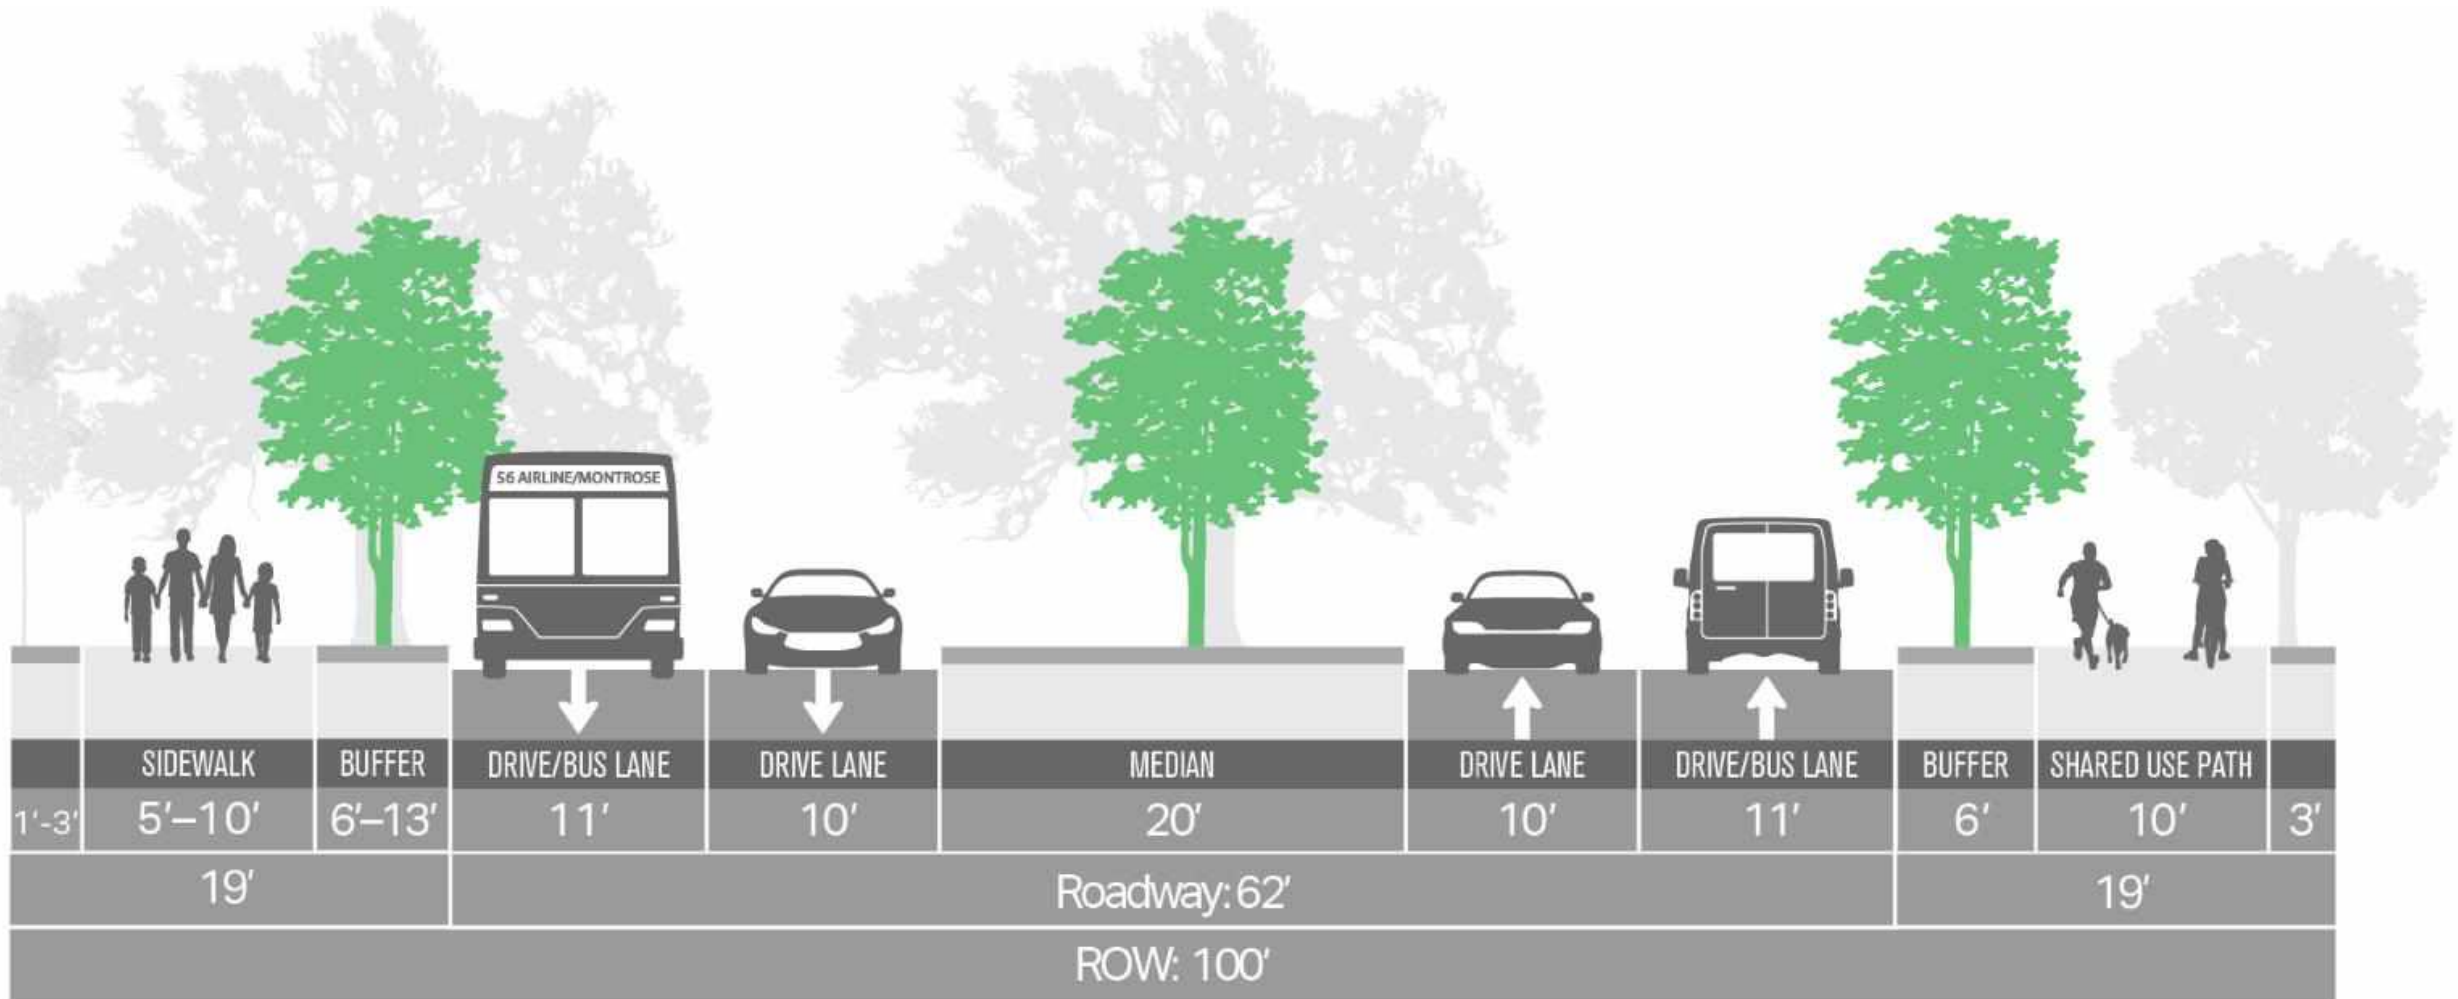 56 AIRLINE/MONTROSE
SIDEWALK BUFFER DRIVE/BUS LANE DRIVE LANE MEDIAN DRIVE LANE DRIVE/BUS LANE BUFFER SHARED USE PATH
1'-3' 5'–10' 6'–13' 11' 10' 20' 10' 11' 6' 10' 3'
19' Roadway: 62' 19'
ROW: 100'